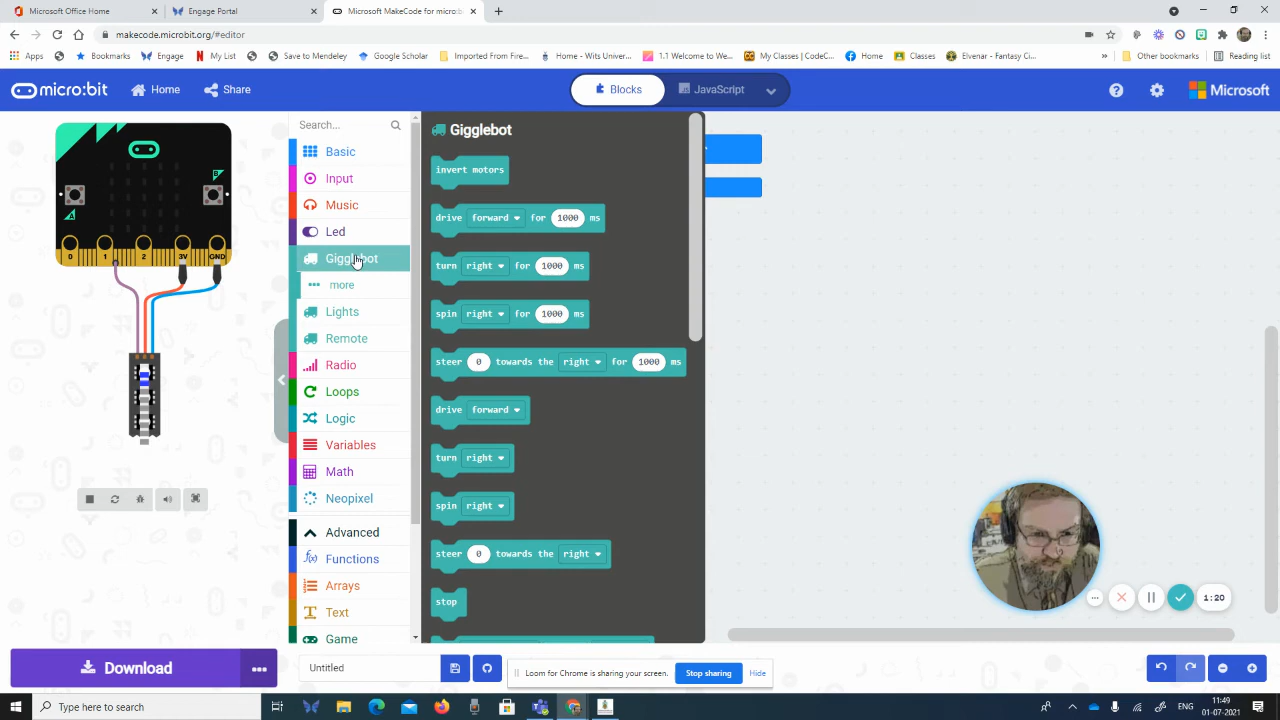 Microsoft Office Home
Engage Portal
Microsoft MakeCode for micro:b
makecode.microbit.org/#editor
Apps
Bookmarks
Engage
My List
Save to Mendeley
Google Scholar
Imported From Fire...
Home - Wits Univer...
1.1 Welcome to We...
My Classes | CodeC...
Home
Classes
Elvenar - Fantasy Ci...
Other bookmarks
Reading list
micro:bit
Home
Share
Blocks
JavaScript
Microsoft
Search...
Basic
Input
Music
Led
Gigglebot
more
Lights
Remote
Radio
Loops
Logic
Variables
Math
Neopixel
Advanced
Functions
Arrays
Text
Game
Gigglebot
invert motors
drive forward for 1000 ms
turn right for 1000 ms
spin right for 1000 ms
steer 0 towards the right for 1000 ms
drive forward
turn right
spin right
steer 0 towards the right
stop
A
B
0 1 2 3V GND
1:20
Download
Untitled
Loom for Chrome is sharing your screen.
Stop sharing
Hide
Type here to search
ENG
11:49
01-07-2021